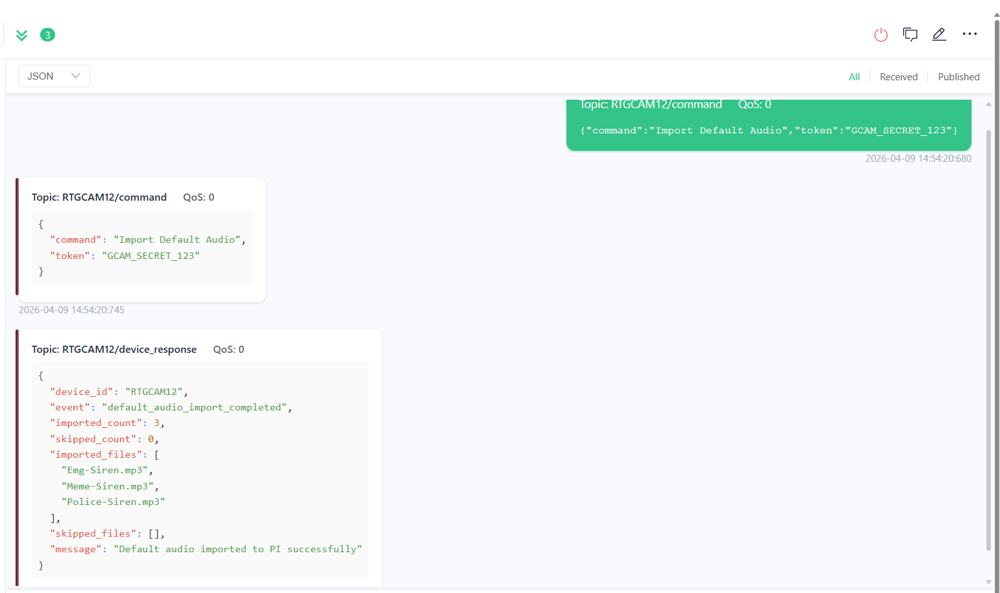 3
JSON
All
Received
Published
Topic: RTGCAM12/command QoS: 0
{"command":"Import Default Audio","token":"GCAM_SECRET_123"}
2026-04-09 14:54:20:680
Topic: RTGCAM12/command QoS: 0
{
"command": "Import Default Audio",
"token": "GCAM_SECRET_123"
}
2026-04-09 14:54:20:745
Topic: RTGCAM12/device_response QoS: 0
{
"device_id": "RTGCAM12",
"event": "default_audio_import_completed",
"imported_count": 3,
"skipped_count": 0,
"imported_files": [
"Emg-Siren.mp3",
"Meme-Siren.mp3",
"Police-Siren.mp3"
],
"skipped_files": [],
"message": "Default audio imported to PI successfully"
}